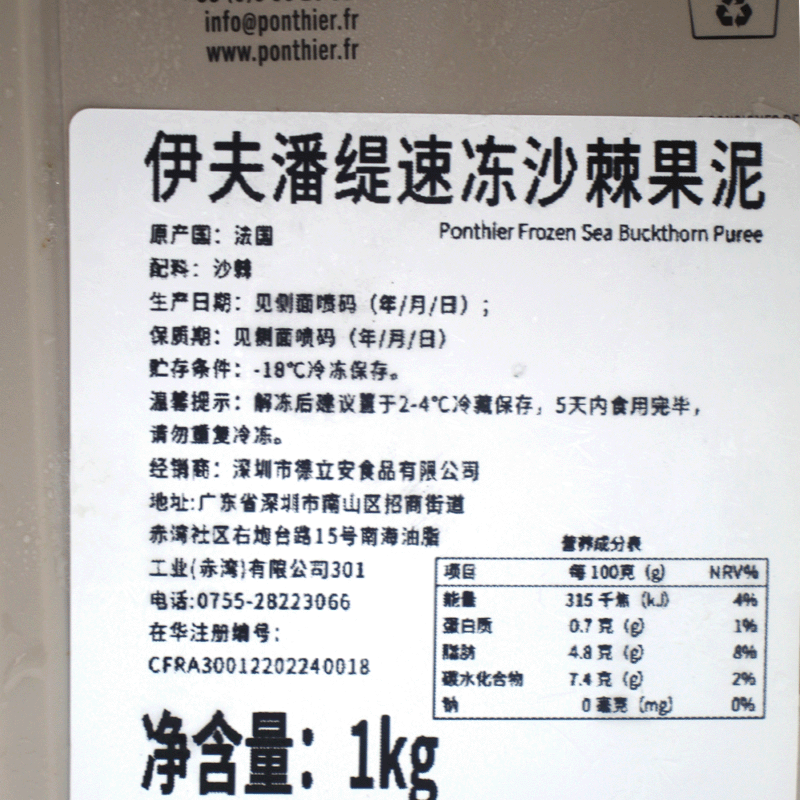 info@ponthier.fr
www.ponthier.fr
伊夫潘缇速冻沙棘果泥
Ponthier Frozen Sea Buckthorn Puree
原产国：法国
配料：沙棘
生产日期：见侧面喷码（年/月/日）；
保质期：见侧面喷码（年/月/日）
贮存条件：-18℃冷冻保存。
温馨提示：解冻后建议置于2-4℃冷藏保存，5天内食用完毕，
请勿重复冷冻。
经销商：深圳市德立安食品有限公司
地址:广东省深圳市南山区招商街道
赤湾社区右炮台路15号南海油脂
工业(赤湾)有限公司301
电话:0755-28223066
在华注册编号：
CFRA30012202240018
营养成分表
项目 每100克（g） NRV%
能量 315 千焦（kJ） 4%
蛋白质 0.7 克（g） 1%
脂肪 4.8 克（g） 8%
碳水化合物 7.4 克（g） 2%
钠 0 毫克（mg） 0%
净含量：1kg